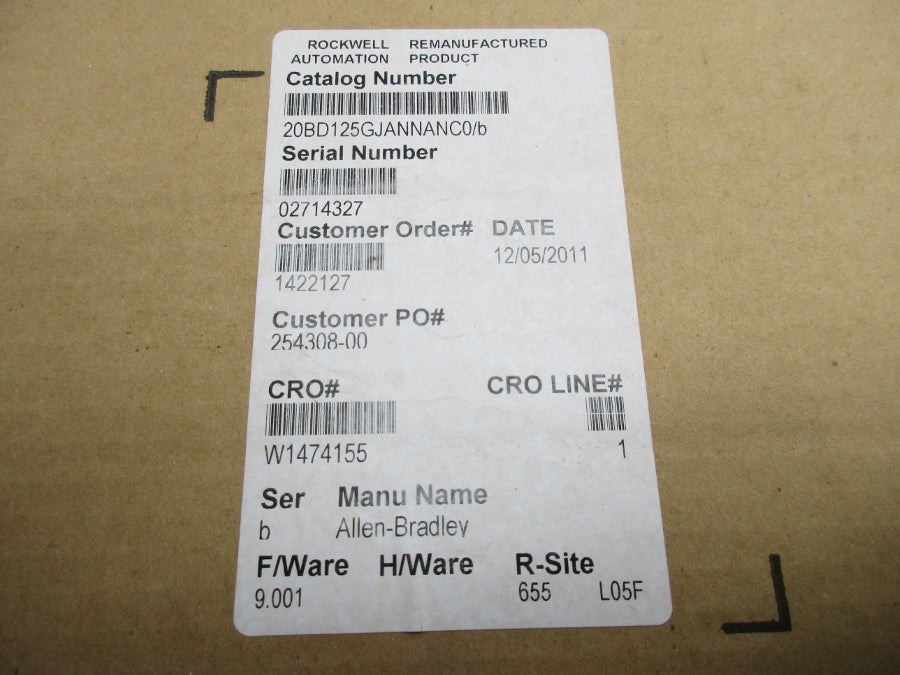 ROCKWELL REMANUFACTURED
AUTOMATION PRODUCT
Catalog Number
20BD125GJANNANC0/b
Serial Number
02714327
Customer Order# DATE
12/05/2011
1422127
Customer PO#
254308-00
CRO# CRO LINE#
W1474155 1
Ser Manu Name
b Allen-Bradley
F/Ware H/Ware R-Site
9.001 655 L05F